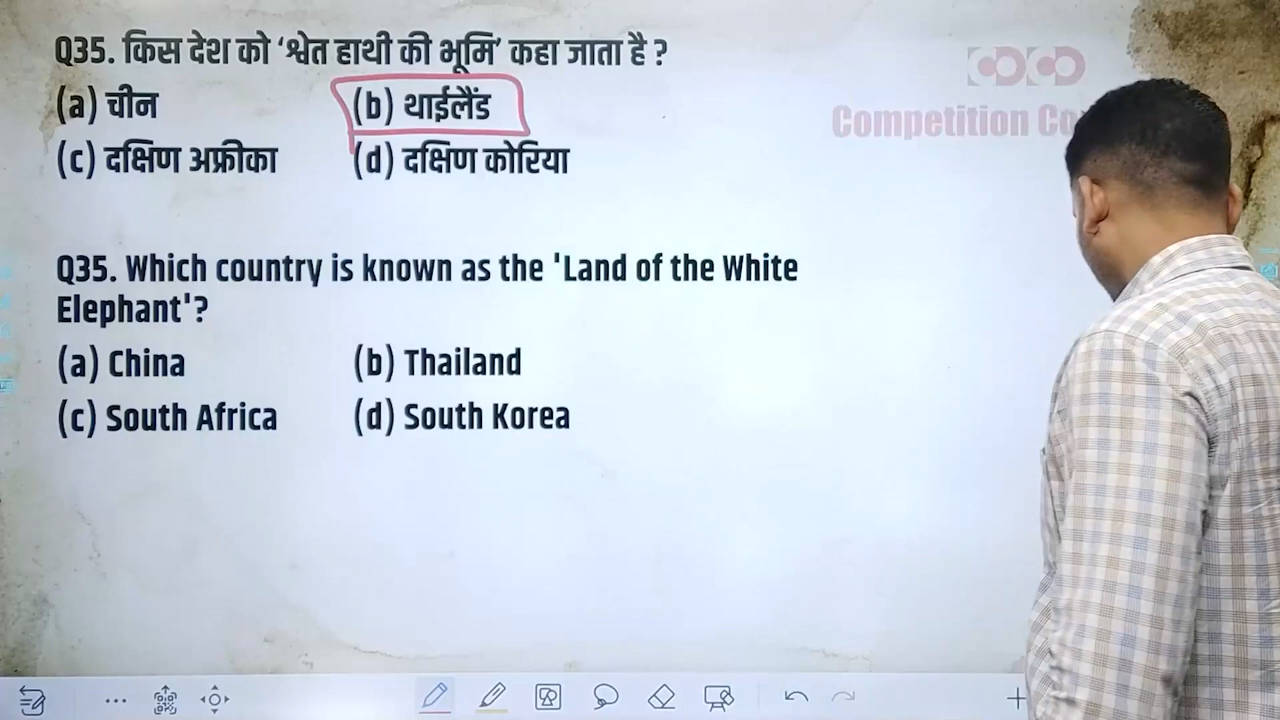 Q35. किस देश को ‘श्वेत हाथी की भूमि’ कहा जाता है ?
(a) चीन (b) थाईलैंड
(c) दक्षिण अफ्रीका (d) दक्षिण कोरिया
Competition
Q35. Which country is known as the 'Land of the White
Elephant'?
(a) China (b) Thailand
(c) South Africa (d) South Korea